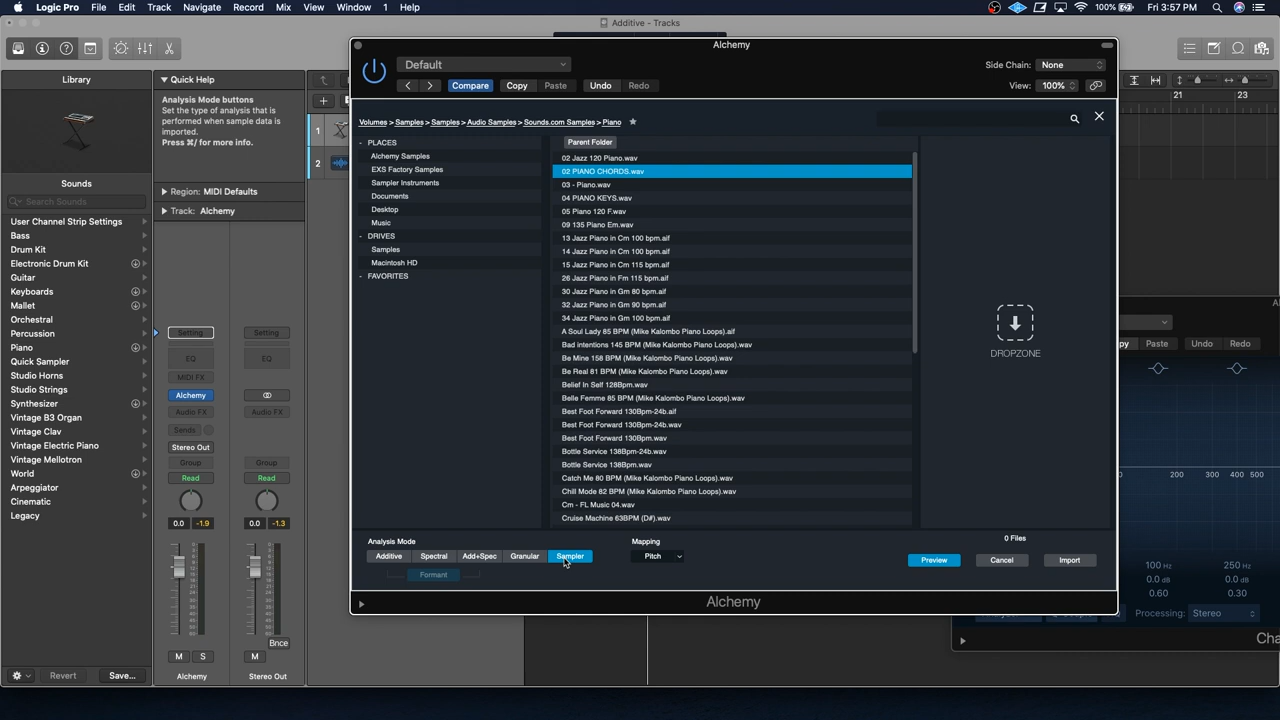 Logic Pro File Edit Track Navigate Record Mix View Window 1 Help
100% Fri 3:57 PM
Additive - Tracks
Library
Sounds
Search Sounds
User Channel Strip Settings
Bass
Drum Kit
Electronic Drum Kit
Guitar
Keyboards
Mallet
Orchestral
Percussion
Piano
Quick Sampler
Studio Horns
Studio Strings
Synthesizer
Vintage B3 Organ
Vintage Clav
Vintage Electric Piano
Vintage Mellotron
World
Arpeggiator
Cinematic
Legacy
Revert Save...
Quick Help
Analysis Mode buttons
Set the type of analysis that is
performed when sample data is
imported.
Press ⌘/ for more info.
Region: MIDI Defaults
Track: Alchemy
Setting Setting
EQ EQ
MIDI FX
Alchemy
Audio FX Audio FX
Sends
Stereo Out
Group Group
Read Read
0.0 -1.9 0.0 -1.3
Bnce
M S M
Alchemy Stereo Out
1
2
21 23
Alchemy
Default
Side Chain: None
Compare Copy Paste Undo Redo
View: 100%
Volumes > Samples > Samples > Audio Samples > Sounds.com Samples > Piano
- PLACES
Alchemy Samples
EXS Factory Samples
Sampler Instruments
Documents
Desktop
Music
- DRIVES
Samples
Macintosh HD
- FAVORITES
Parent Folder
02 Jazz 120 Piano.wav
02 PIANO CHORDS.wav
03 - Piano.wav
04 PIANO KEYS.wav
05 Piano 120 F.wav
09 135 Piano Em.wav
13 Jazz Piano in Cm 100 bpm.aif
14 Jazz Piano in Cm 100 bpm.aif
15 Jazz Piano in Cm 115 bpm.aif
26 Jazz Piano in Fm 115 bpm.aif
30 Jazz Piano in Gm 80 bpm.aif
32 Jazz Piano in Gm 90 bpm.aif
34 Jazz Piano in Gm 100 bpm.aif
A Soul Lady 85 BPM (Mike Kalombo Piano Loops).aif
Bad intentions 145 BPM (Mike Kalombo Piano Loops).wav
Be Mine 158 BPM (Mike Kalombo Piano Loops).wav
Be Real 81 BPM (Mike Kalombo Piano Loops).wav
Belief In Self 128Bpm.wav
Belle Femme 85 BPM (Mike Kalombo Piano Loops).wav
Best Foot Forward 130Bpm-24b.aif
Best Foot Forward 130Bpm-24b.wav
Best Foot Forward 130Bpm.wav
Bottle Service 138Bpm-24b.wav
Bottle Service 138Bpm.wav
Catch Me 80 BPM (Mike Kalombo Piano Loops).wav
Chill Mode 82 BPM (Mike Kalombo Piano Loops).wav
Cm - FL Music 04.wav
Cruise Machine 63BPM (D#).wav
DROPZONE
0 Files
Analysis Mode
Additive Spectral Add+Spec Granular Sampler
Formant
Mapping
Pitch
Preview Cancel Import
Alchemy
py Paste Undo Redo
200 300 400 500
100 Hz 250 Hz
0.0 dB 0.0 dB
0.60 0.30
Processing: Stereo
Cha